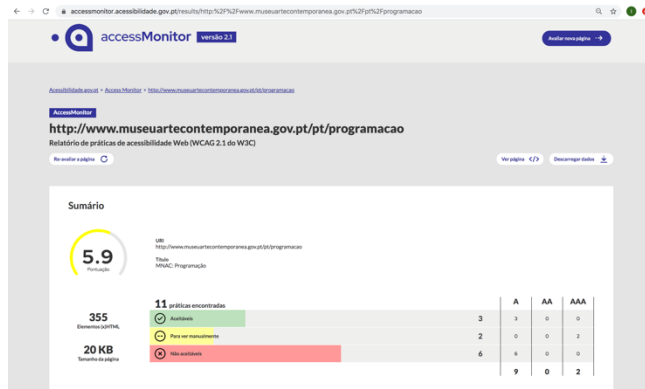 accessmonitor.acessibilidade.gov.pt/results/http:%2F%2Fwww.museuartecontemporanea.gov.pt%2Fpt%2Fprogramacao
accessMonitor versão 2.1
Avaliar nova página
Acessibilidade.gov.pt > Access Monitor > http://www.museuartecontemporanea.gov.pt/pt/programacao
AccessMonitor
http://www.museuartecontemporanea.gov.pt/pt/programacao
Relatório de práticas de acessibilidade Web (WCAG 2.1 do W3C)
Re-avaliar a página
Ver página </>
Descarregar dados
Sumário
5.9
Pontuação
URI
http://www.museuartecontemporanea.gov.pt/pt/programacao
Título
MNAC: Programação
355
Elementos (x)HTML
20 KB
Tamanho da página
11 práticas encontradas
A AA AAA
Aceitáveis 3 3 0 0
Para ver manualmente 2 0 0 2
Não aceitáveis 6 6 0 0
9 0 2